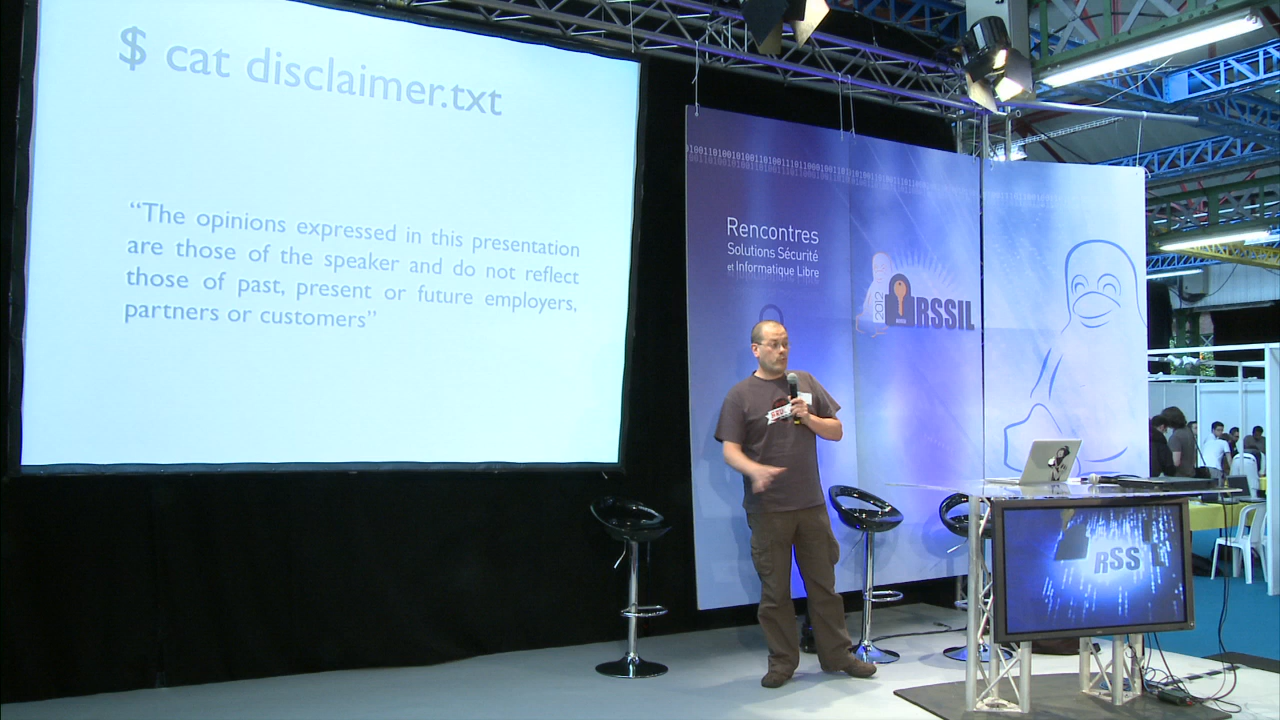 $ cat disclaimer.txt
“The opinions expressed in this presentation
are those of the speaker and do not reflect
those of past, present or future employers,
partners or customers”
Rencontres
Solutions Sécurité
et Informatique Libre
2012
RSSIL
RSS